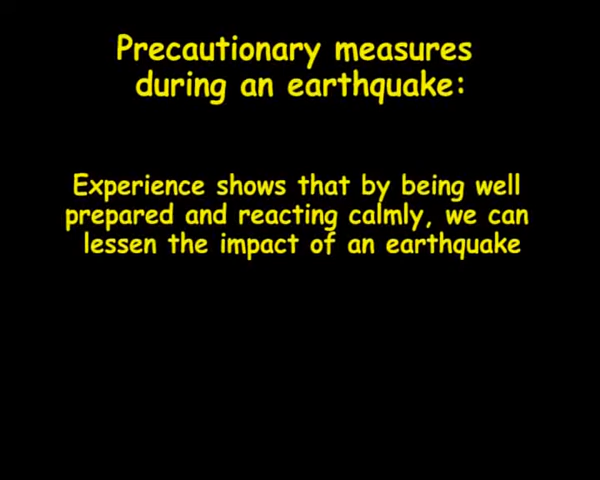 Precautionary measures
during an earthquake:
Experience shows that by being well
prepared and reacting calmly, we can
lessen the impact of an earthquake